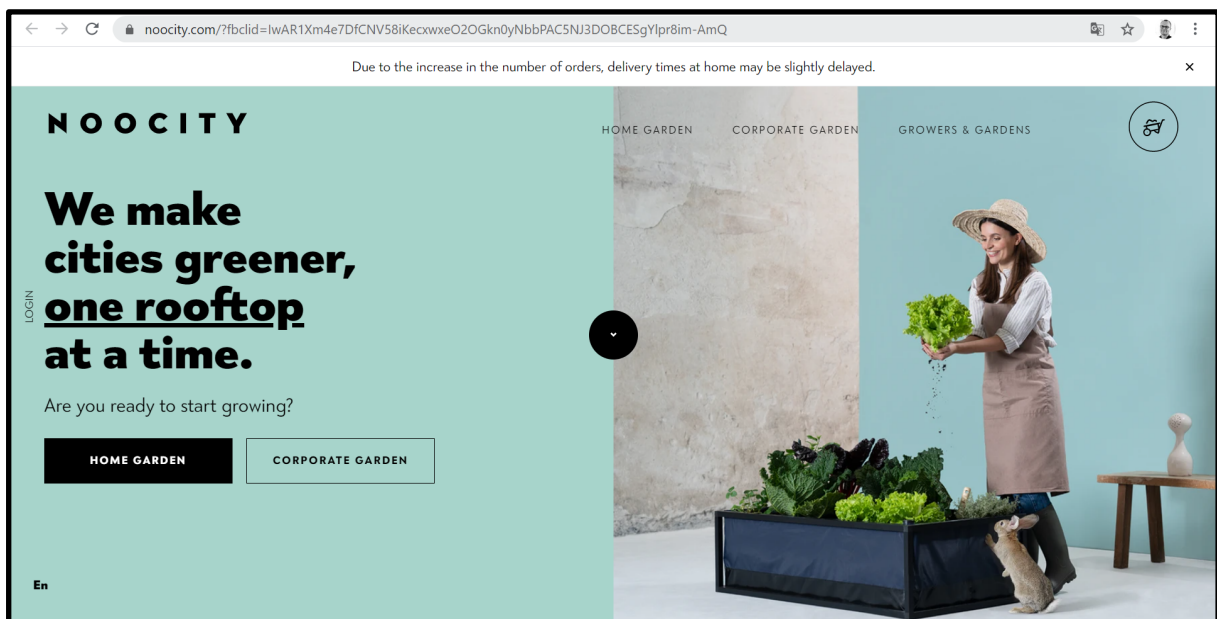 noocity.com/?fbclid=IwAR1Xm4e7DfCNV58iKecxwxeO2OGkn0yNbbPAC5NJ3DOBCESgYlpr8im-AmQ
Due to the increase in the number of orders, delivery times at home may be slightly delayed.
NOOCITY
HOME GARDEN
CORPORATE GARDEN
GROWERS & GARDENS
We make
cities greener,
one rooftop
at a time.
LOGIN
Are you ready to start growing?
HOME GARDEN
CORPORATE GARDEN
En